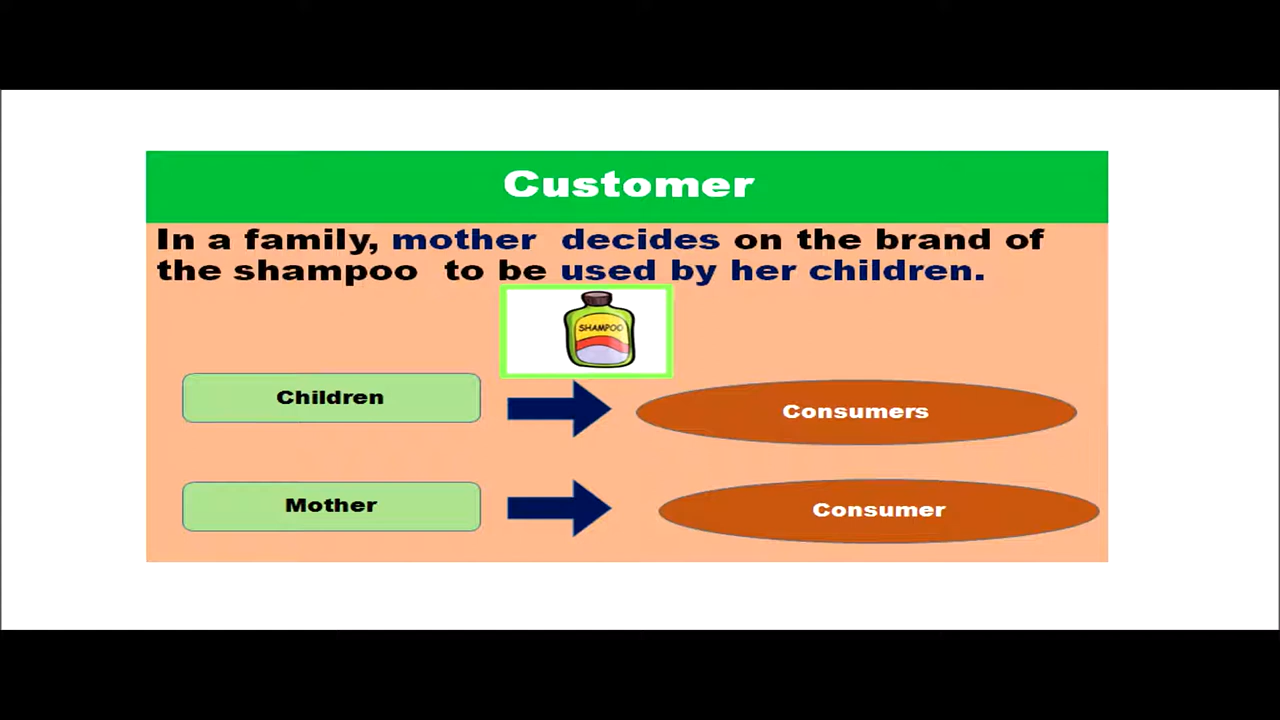 Customer
In a family, mother decides on the brand of
the shampoo to be used by her children.
SHAMPOO
Children
Consumers
Mother
Consumer